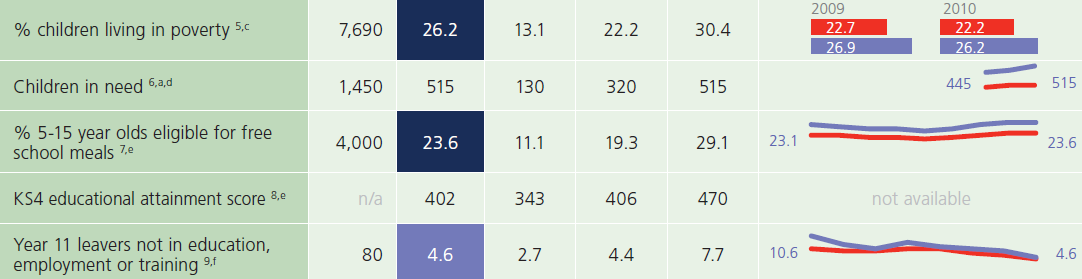 2009 2010
% children living in poverty 5,c 7,690 26.2 13.1 22.2 30.4 22.7 22.2
26.9 26.2
Children in need 6,a,d 1,450 515 130 320 515 445 515
% 5-15 year olds eligible for free
school meals 7,e 4,000 23.6 11.1 19.3 29.1 23.1 23.6
KS4 educational attainment score 8,e n/a 402 343 406 470 not available
Year 11 leavers not in education,
employment or training 9,f 80 4.6 2.7 4.4 7.7 10.6 4.6